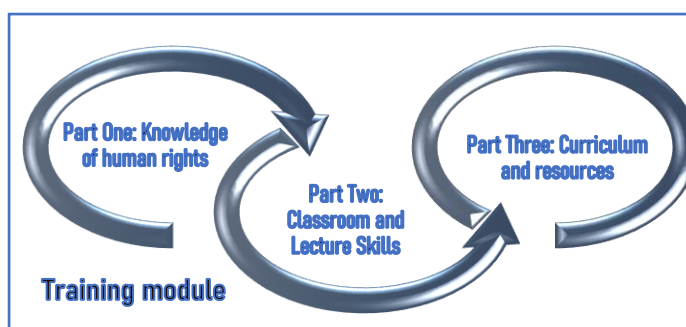 Part One: Knowledge
of human rights
Part Two:
Classroom and
Lecture Skills
Part Three: Curriculum
and resources
Training module